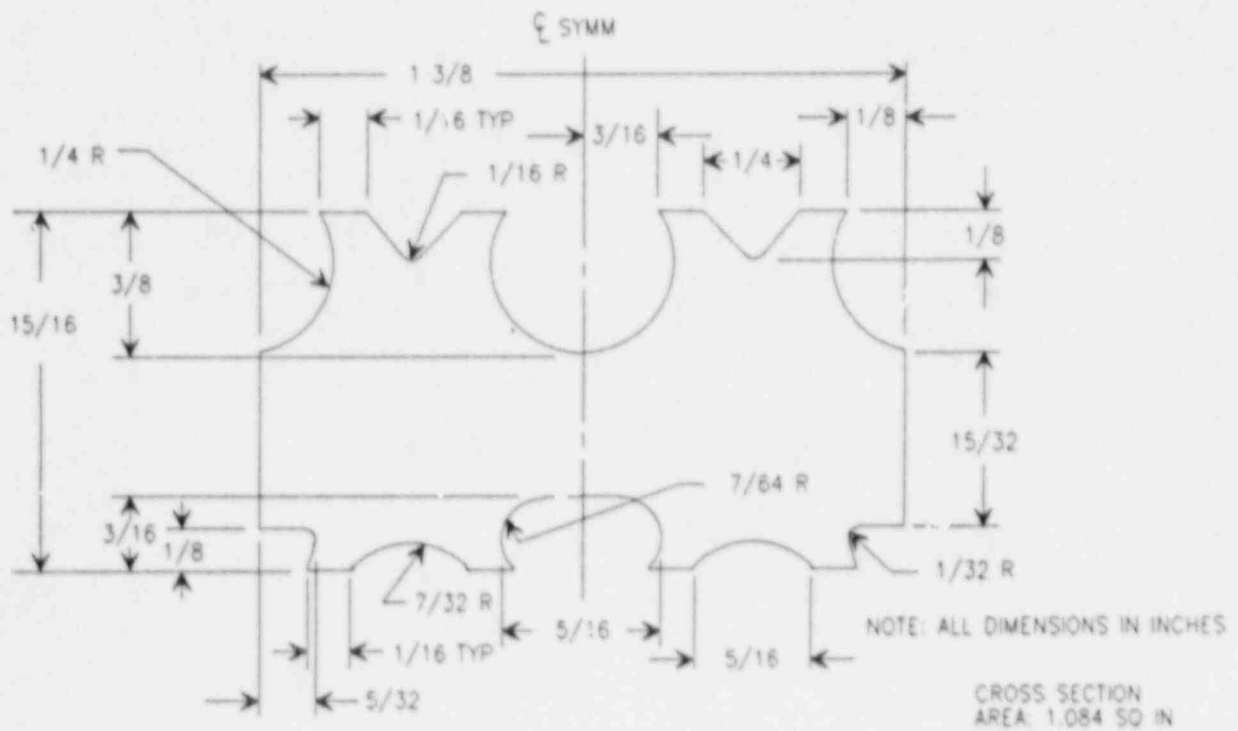 ℄ SYMM
1 3/8
1/16 TYP
3/16
1/8
1/4 R
1/16 R
1/4
1/8
3/8
15/16
15/32
7/64 R
3/16
1/8
1/32 R
7/32 R
5/16
NOTE: ALL DIMENSIONS IN INCHES
1/16 TYP
5/16
5/32
CROSS SECTION
AREA: 1.084 SQ IN